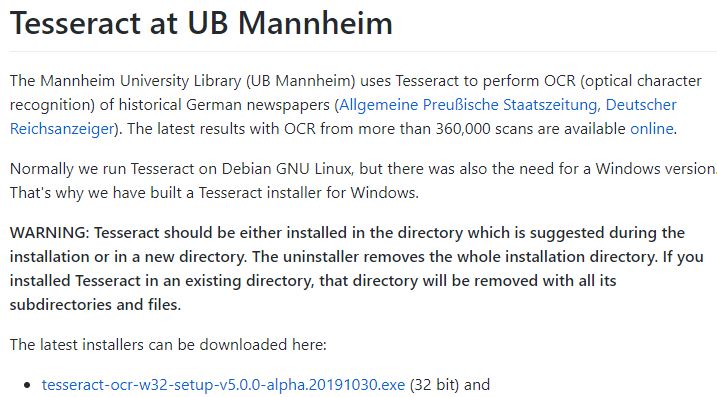 Tesseract at UB Mannheim
The Mannheim University Library (UB Mannheim) uses Tesseract to perform OCR (optical character
recognition) of historical German newspapers (Allgemeine Preußische Staatszeitung, Deutscher
Reichsanzeiger). The latest results with OCR from more than 360,000 scans are available online.
Normally we run Tesseract on Debian GNU Linux, but there was also the need for a Windows version.
That's why we have built a Tesseract installer for Windows.
WARNING: Tesseract should be either installed in the directory which is suggested during the
installation or in a new directory. The uninstaller removes the whole installation directory. If you
installed Tesseract in an existing directory, that directory will be removed with all its
subdirectories and files.
The latest installers can be downloaded here:
• tesseract-ocr-w32-setup-v5.0.0-alpha.20191030.exe (32 bit) and